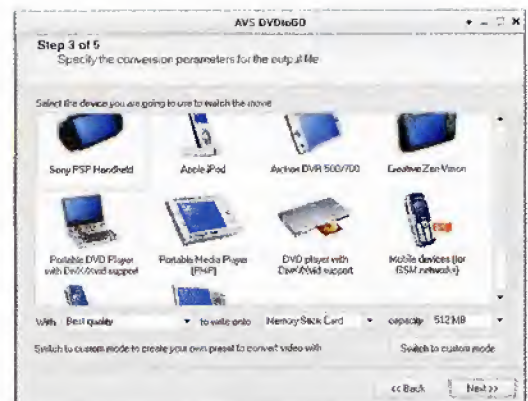 AVS DVDtoGO
Step 3 of 5
Specify the conversion parameters for the output file
Select the device you are going to use to watch the movie
Sony PSP Handheld
Apple iPod
Archos DVR 500/700
Creative Zen Vision
Portable DVD Player
with DivX/Xvid support
Portable Media Player
(PMP)
DVD player with
DivX/Xvid support
Mobile devices (for
GSM networks)
With Best quality to write onto Memory Stick Card capacity 512 MB
Switch to custom mode to create your own preset to convert video with Switch to custom mode
<< Back Next >>